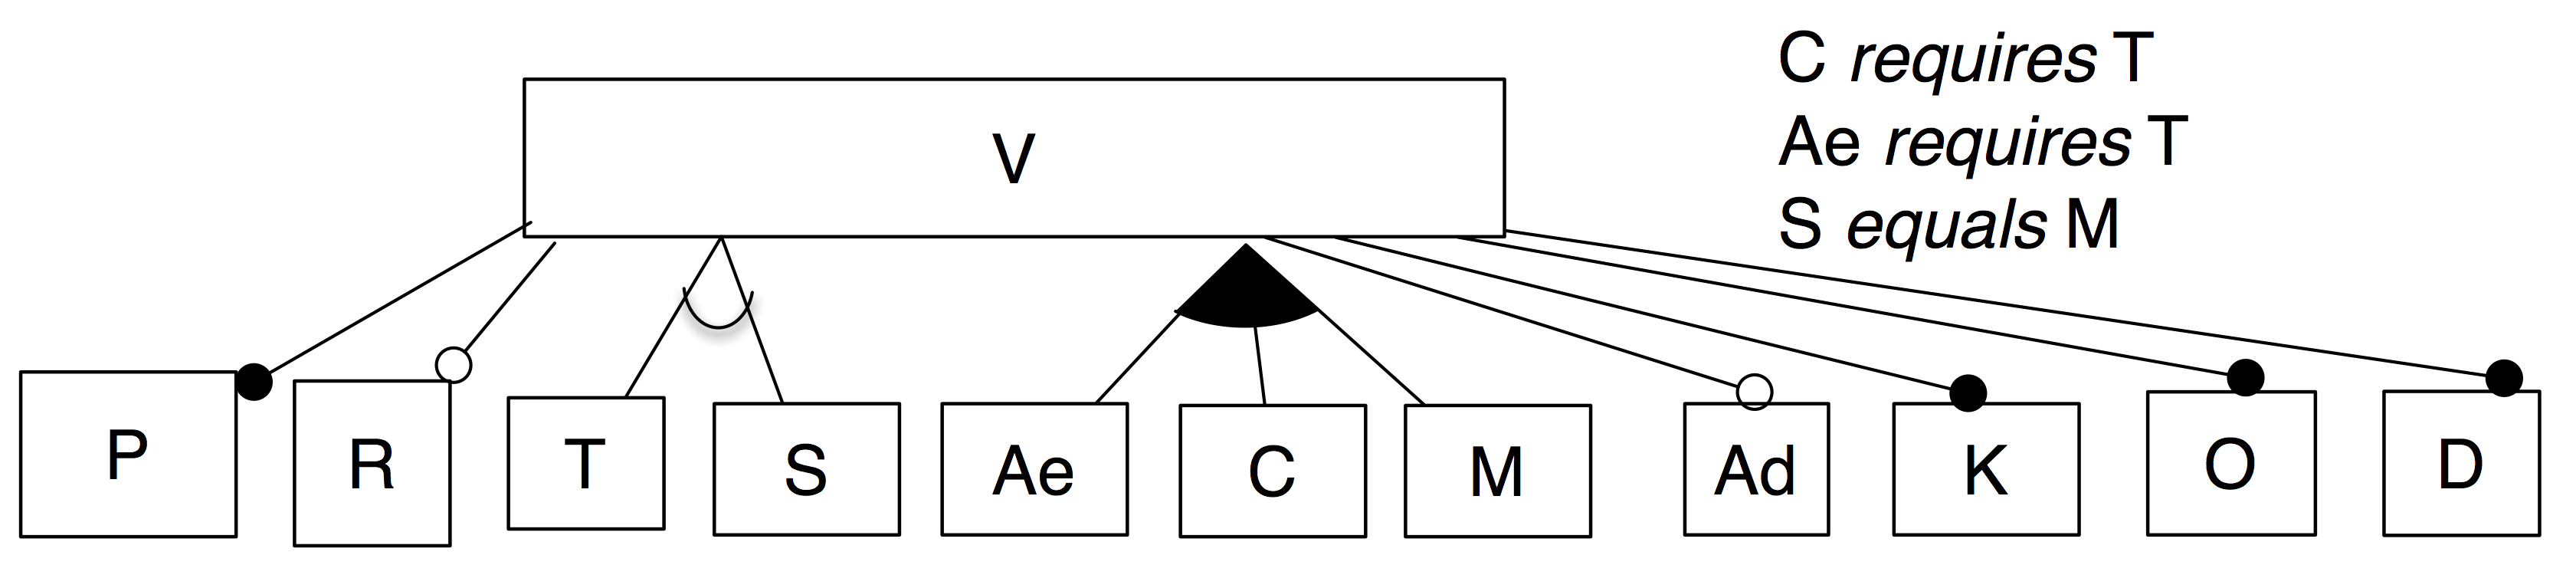 C requires T
Ae requires T
S equals M
V
P R T S Ae C M Ad K O D